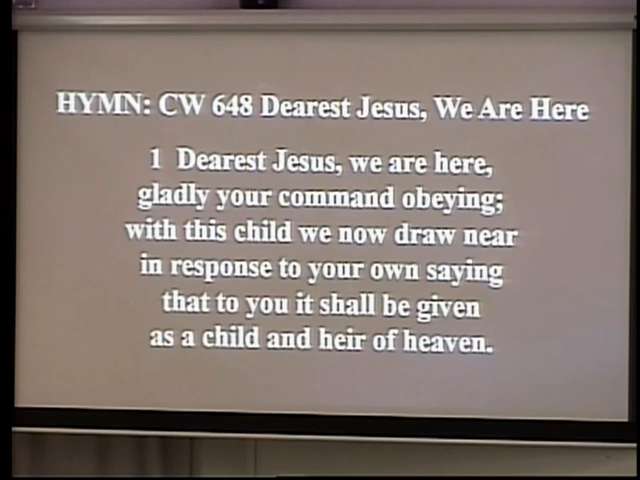 HYMN: CW 648 Dearest Jesus, We Are Here
1 Dearest Jesus, we are here,
gladly your command obeying;
with this child we now draw near
in response to your own saying
that to you it shall be given
as a child and heir of heaven.